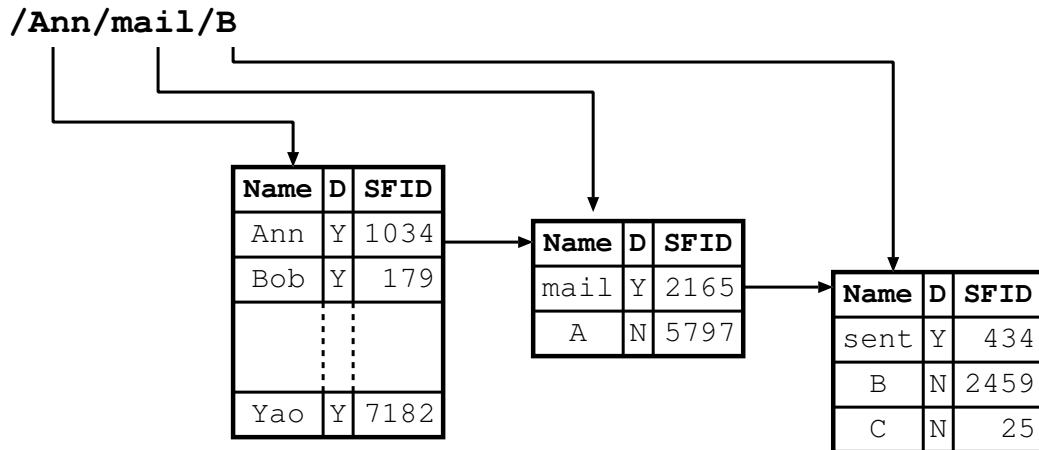 /Ann/mail/B
Name D SFID
Ann Y 1034
Bob Y 179
Yao Y 7182
Name D SFID
mail Y 2165
A N 5797
Name D SFID
sent Y 434
B N 2459
C N 25